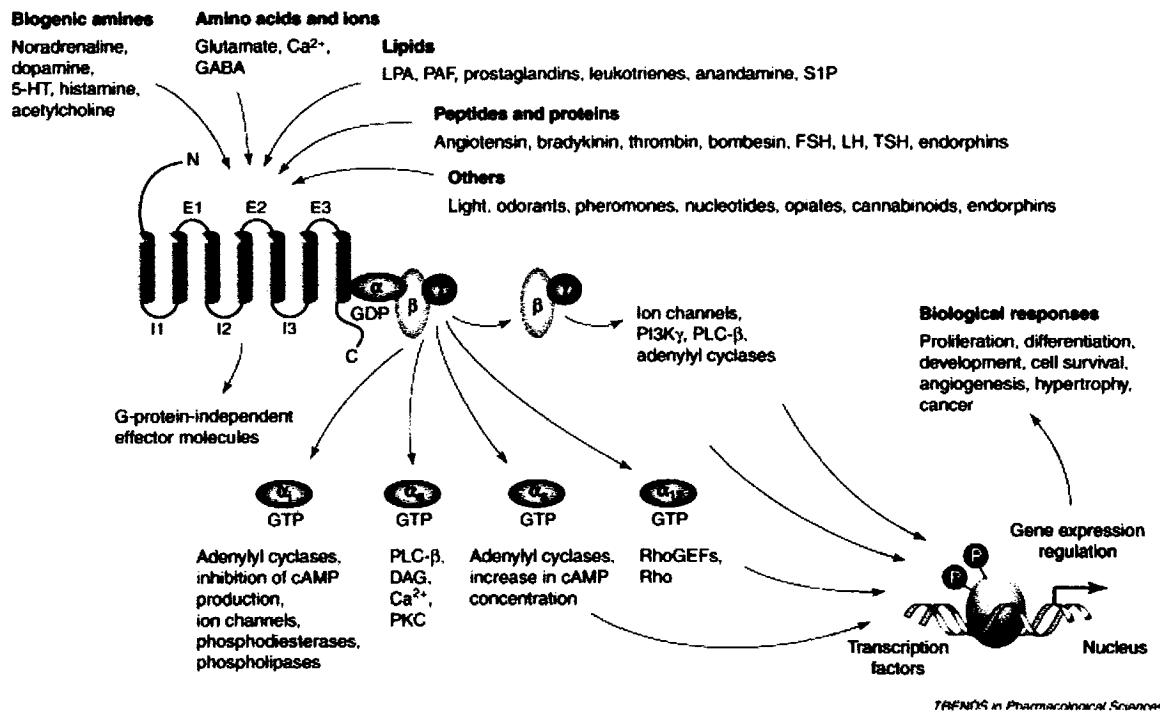 Biogenic amines
Noradrenaline,
dopamine,
5-HT, histamine,
acetylcholine
Amino acids and ions
Glutamate, Ca²⁺,
GABA
Lipids
LPA, PAF, prostaglandins, leukotrienes, anandamine, S1P
Peptides and proteins
Angiotensin, bradykinin, thrombin, bombesin, FSH, LH, TSH, endorphins
Others
Light, odorants, pheromones, nucleotides, opiates, cannabinoids, endorphins
N
E1 E2 E3
I1 I2 I3
C
α
GDP
β
γ
β
γ
Ion channels,
PI3Kγ, PLC-β,
adenylyl cyclases
Biological responses
Proliferation, differentiation,
development, cell survival,
angiogenesis, hypertrophy,
cancer
G-protein-independent
effector molecules
αi
GTP
Adenylyl cyclases,
inhibition of cAMP
production,
ion channels,
phosphodiesterases,
phospholipases
αq
GTP
PLC-β,
DAG,
Ca²⁺,
PKC
GTP
Adenylyl cyclases,
increase in cAMP
concentration
α12
GTP
RhoGEFs,
Rho
Gene expression
regulation
P
P
Transcription
factors
Nucleus
TRENDS in Pharmacological Sciences